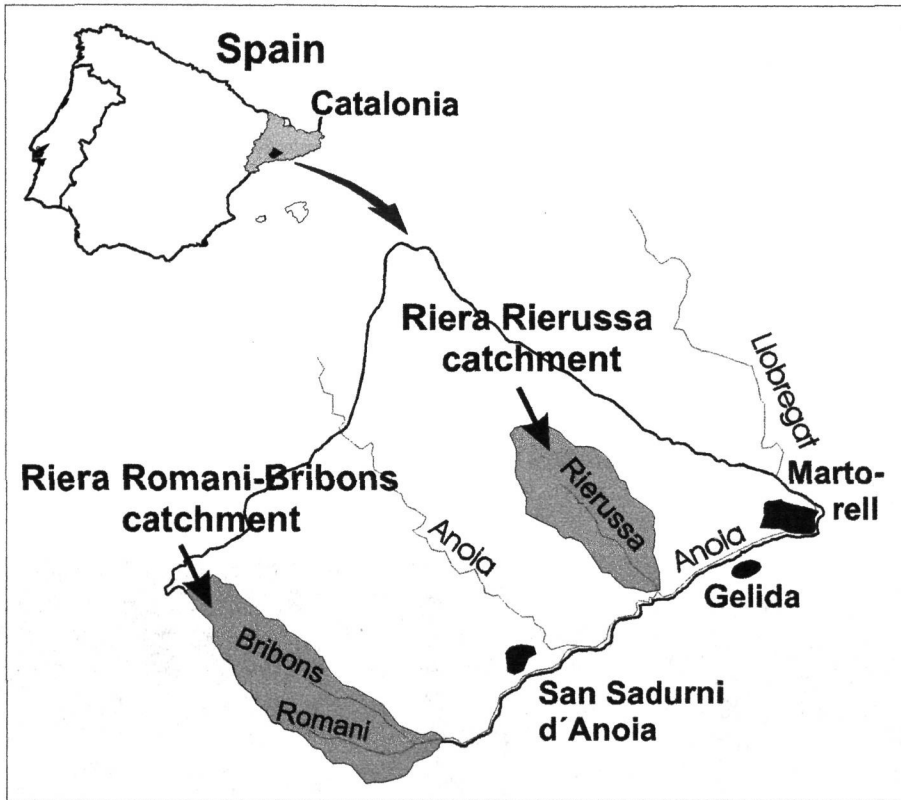 Spain
Catalonia
Riera Rierussa
catchment
Llobregat
Riera Romani-Bribons
catchment
Marto-
rell
Rierussa
Anoia
Anoia
Gelida
Bribons
Romani
San Sadurni
d´Anoia